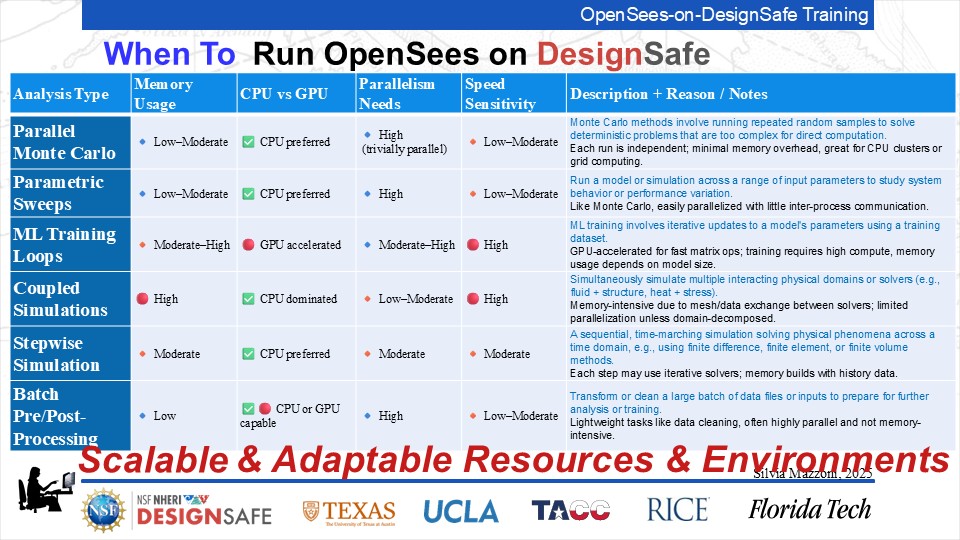 OpenSees-on-DesignSafe Training
When To Run OpenSees on DesignSafe
Analysis Type
Memory
Usage
CPU vs GPU
Parallelism
Needs
Speed
Sensitivity
Description + Reason / Notes
Parallel
Monte Carlo
Low–Moderate
CPU preferred
High
(trivially parallel)
Low–Moderate
Monte Carlo methods involve running repeated random samples to solve
deterministic problems that are too complex for direct computation.
Each run is independent; minimal memory overhead, great for CPU clusters or
grid computing.
Parametric
Sweeps
Low–Moderate
CPU preferred
High
Low–Moderate
Run a model or simulation across a range of input parameters to study system
behavior or performance variation.
Like Monte Carlo, easily parallelized with little inter-process communication.
ML Training
Loops
Moderate–High
GPU accelerated
Moderate–High
High
ML training involves iterative updates to a model's parameters using a training
dataset.
GPU-accelerated for fast matrix ops; training requires high compute, memory
usage depends on model size.
Coupled
Simulations
High
CPU dominated
Low–Moderate
High
Simultaneously simulate multiple interacting physical domains or solvers (e.g.,
fluid + structure, heat + stress).
Memory-intensive due to mesh/data exchange between solvers; limited
parallelization unless domain-decomposed.
Stepwise
Simulation
Moderate
CPU preferred
Moderate
Moderate
A sequential, time-marching simulation solving physical phenomena across a
time domain, e.g., using finite difference, finite element, or finite volume
methods.
Each step may use iterative solvers; memory builds with history data.
Batch
Pre/Post-
Processing
Low
CPU or GPU
capable
High
Low–Moderate
Transform or clean a large batch of data files or inputs to prepare for further
analysis or training.
Lightweight tasks like data cleaning, often highly parallel and not memory-
intensive.
Scalable & Adaptable Resources & Environments
Silvia Mazzoni, 2025
NSF
NSF NHERI
DESIGNSAFE
TEXAS
The University of Texas at Austin
UCLA
TACC
RICE
Florida Tech